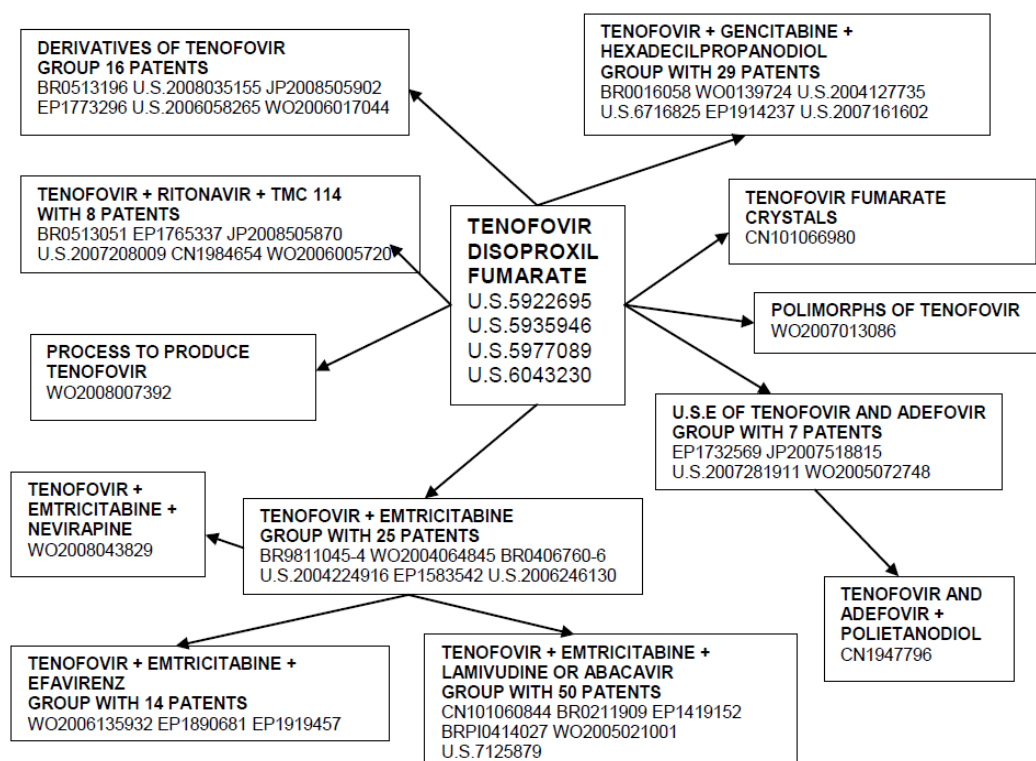 DERIVATIVES OF TENOFOVIR
GROUP 16 PATENTS
BR0513196 U.S.2008035155 JP2008505902
EP1773296 U.S.2006058265 WO2006017044
TENOFOVIR + GENCITABINE +
HEXADECILPROPANODIOL
GROUP WITH 29 PATENTS
BR0016058 WO0139724 U.S.2004127735
U.S.6716825 EP1914237 U.S.2007161602
TENOFOVIR + RITONAVIR + TMC 114
WITH 8 PATENTS
BR0513051 EP1765337 JP2008505870
U.S.2007208009 CN1984654 WO2006005720
TENOFOVIR
DISOPROXIL
FUMARATE
U.S.5922695
U.S.5935946
U.S.5977089
U.S.6043230
TENOFOVIR FUMARATE
CRYSTALS
CN101066980
POLIMORPHS OF TENOFOVIR
WO2007013086
PROCESS TO PRODUCE
TENOFOVIR
WO2008007392
U.S.E OF TENOFOVIR AND ADEFOVIR
GROUP WITH 7 PATENTS
EP1732569 JP2007518815
U.S.2007281911 WO2005072748
TENOFOVIR +
EMTRICITABINE +
NEVIRAPINE
WO2008043829
TENOFOVIR + EMTRICITABINE
GROUP WITH 25 PATENTS
BR9811045-4 WO2004064845 BR0406760-6
U.S.2004224916 EP1583542 U.S.2006246130
TENOFOVIR AND
ADEFOVIR +
POLIETANODIOL
CN1947796
TENOFOVIR + EMTRICITABINE +
EFAVIRENZ
GROUP WITH 14 PATENTS
WO2006135932 EP1890681 EP1919457
TENOFOVIR + EMTRICITABINE +
LAMIVUDINE OR ABACAVIR
GROUP WITH 50 PATENTS
CN101060844 BR0211909 EP1419152
BRPI0414027 WO2005021001
U.S.7125879